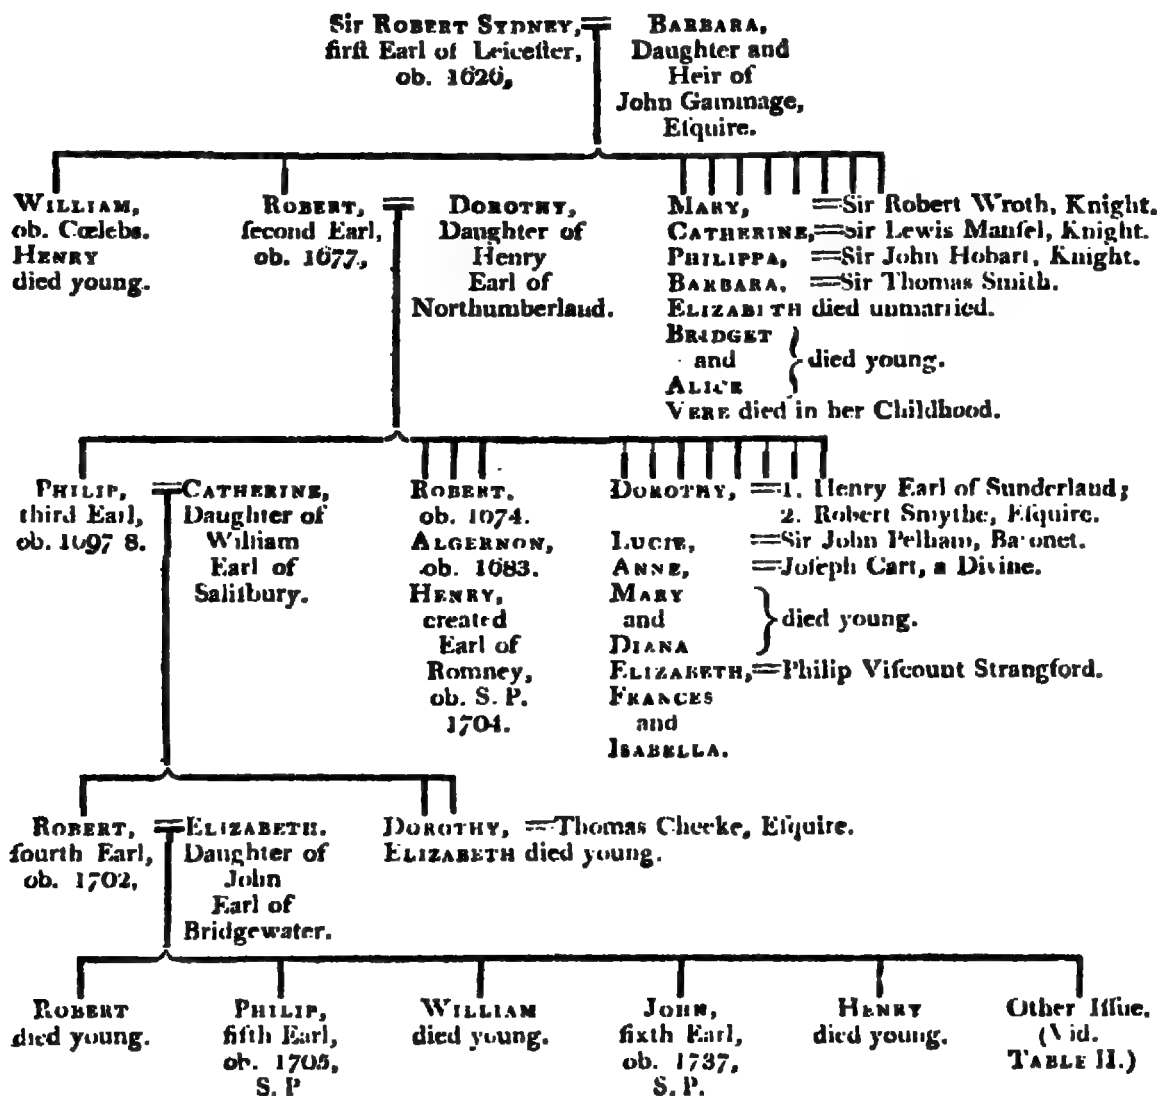 Sir ROBERT SYDNEY,
firſt Earl of Leiceſter,
ob. 1626,
BARBARA,
Daughter and
Heir of
John Gammage,
Eſquire.
WILLIAM,
ob. Cœlebs.
HENRY
died young.
ROBERT,
ſecond Earl,
ob. 1677,
DOROTHY,
Daughter of
Henry
Earl of
Northumberland.
MARY, =Sir Robert Wroth, Knight.
CATHERINE,=Sir Lewis Manſel, Knight.
PHILIPPA, =Sir John Hobart, Knight.
BARBARA, =Sir Thomas Smith.
ELIZABETH died unmarried.
BRIDGET
and
ALICE
died young.
VERE died in her Childhood.
PHILIP,
third Earl,
ob. 1697 8.
CATHERINE,
Daughter of
William
Earl of
Saliſbury.
ROBERT.
ob. 1674.
ALGERNON,
ob. 1683.
HENRY,
created
Earl of
Romney,
ob. S. P.
1704.
DOROTHY, =1. Henry Earl of Sunderland;
2. Robert Smythe, Eſquire.
LUCIE, =Sir John Pelham, Baronet.
ANNE, =Joſeph Cart, a Divine.
MARY
and
DIANA
died young.
ELIZABETH,=Philip Viſcount Strangford.
FRANCES
and
ISABELLA.
ROBERT,
fourth Earl,
ob. 1702,
ELIZABETH.
Daughter of
John
Earl of
Bridgewater.
DOROTHY, =Thomas Cheeke, Eſquire.
ELIZABETH died young.
ROBERT
died young.
PHILIP,
fifth Earl,
ob. 1705,
S. P
WILLIAM
died young.
JOHN,
ſixth Earl,
ob. 1737,
S. P.
HENRY
died young.
Other Iſſue.
(Vid.
TABLE II.)